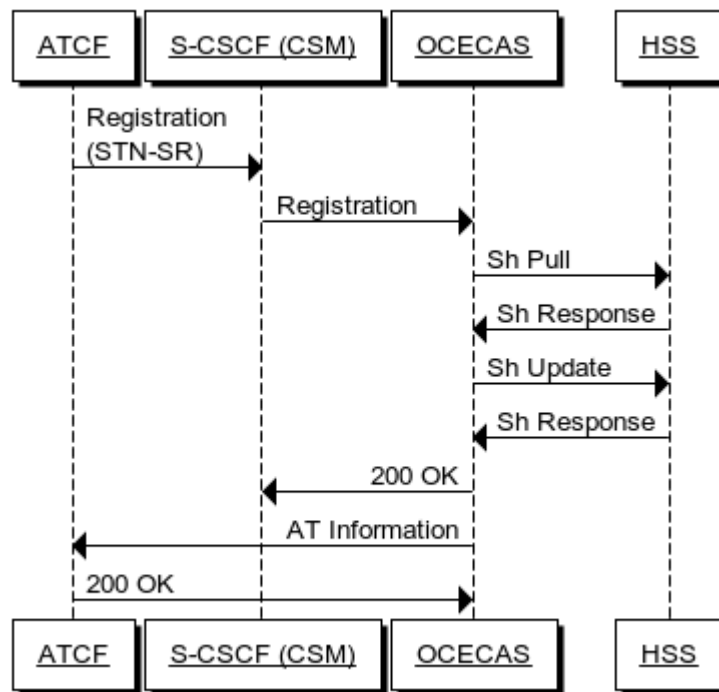 ATCF
S-CSCF (CSM)
OCECAS
HSS
Registration
(STN-SR)
Registration
Sh Pull
Sh Response
Sh Update
Sh Response
200 OK
AT Information
200 OK
ATCF
S-CSCF (CSM)
OCECAS
HSS